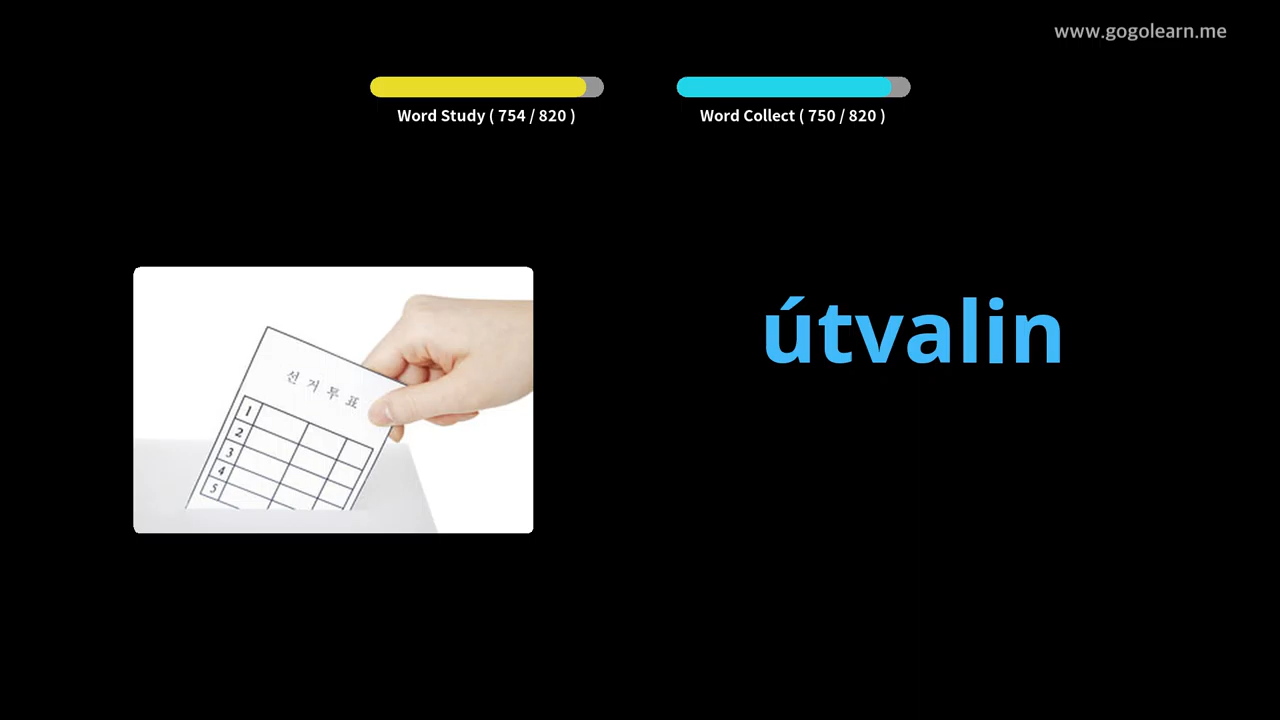 www.gogolearn.me
Word Study ( 754 / 820 )
Word Collect ( 750 / 820 )
útvalin
선거투표
1
2
3
4
5